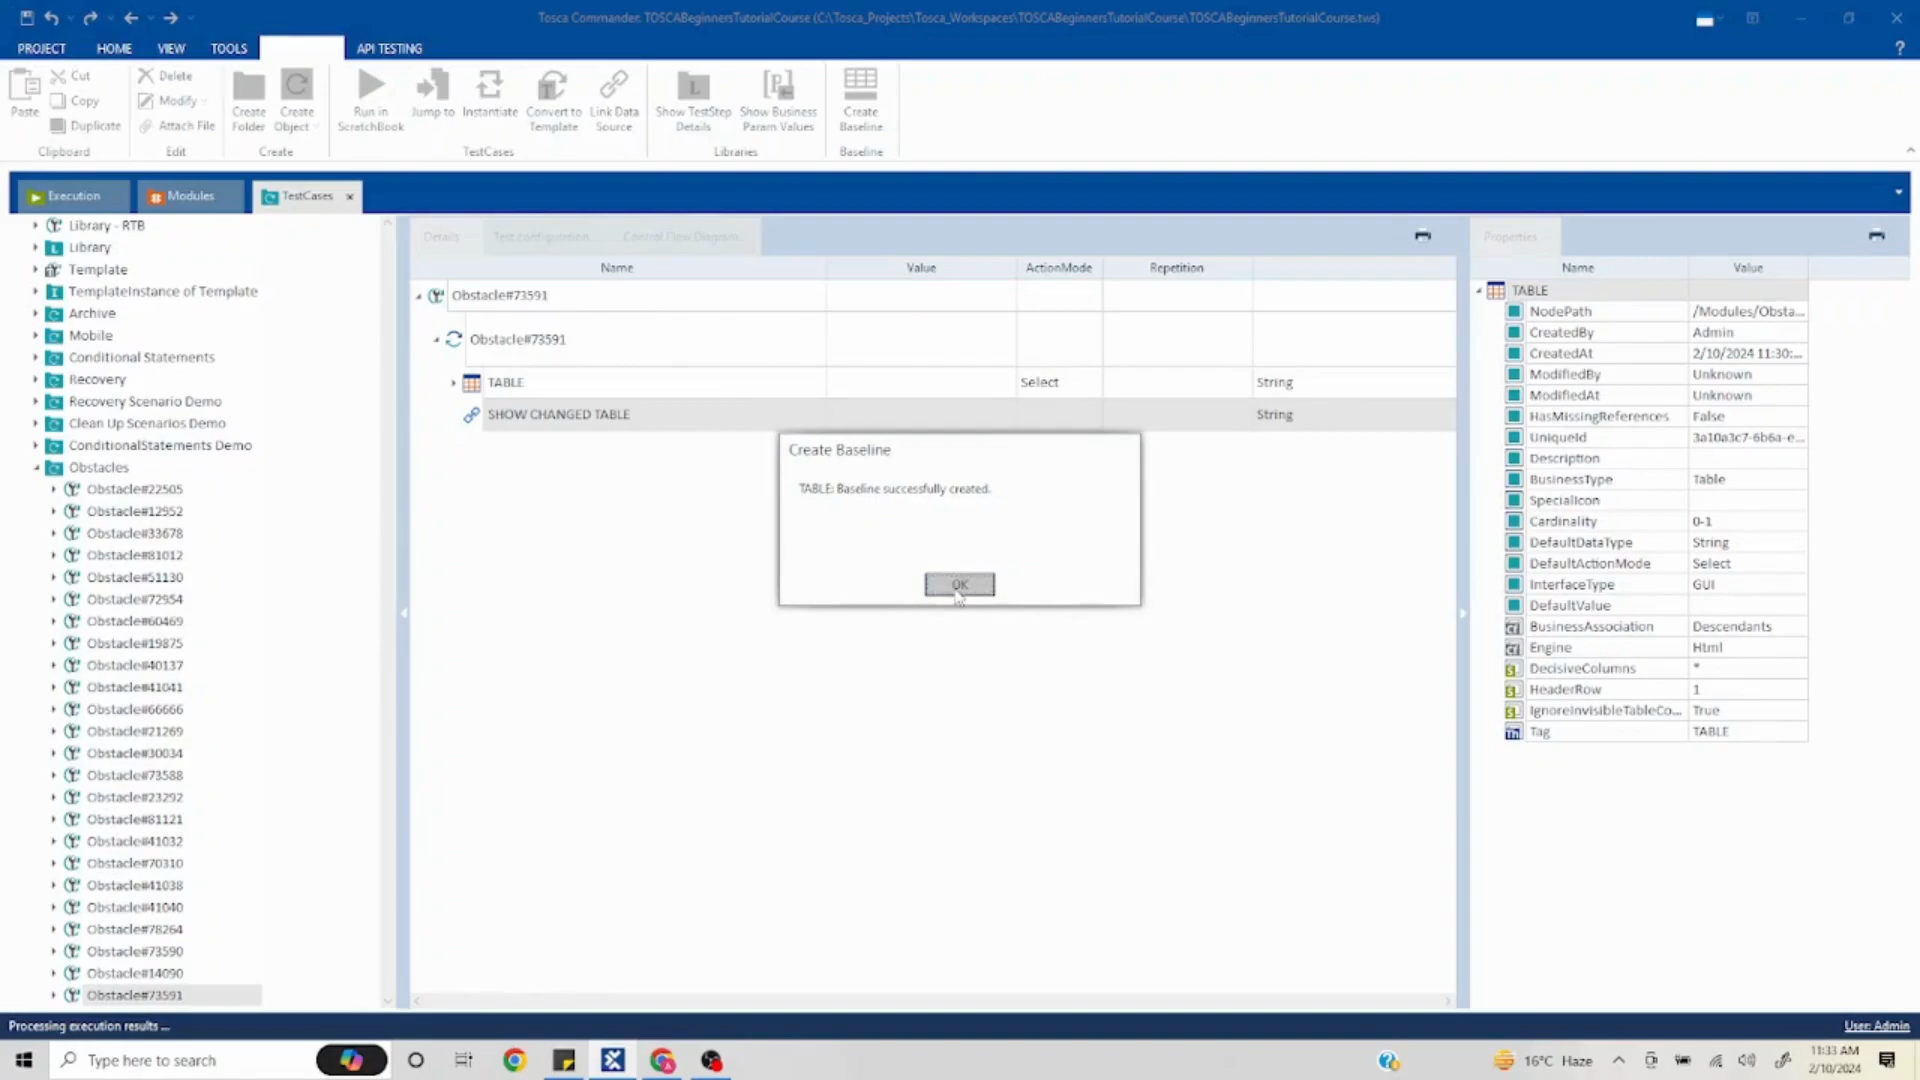 Tosca Commander: TOSCABeginnersTutorialCourse (C:\Tosca_Projects\Tosca_Workspaces\TOSCABeginnersTutorialCourse\TOSCABeginnersTutorialCourse.tws)
PROJECT HOME VIEW TOOLS API TESTING ?
Paste Cut Copy Duplicate
Clipboard
Delete Modify Attach File
Edit
Create Folder Create Object
Create
Run in ScratchBook Jump to Instantiate Convert to Template Link Data Source
TestCases
Show TestStep Details Show Business Param Values
Libraries
Create Baseline
Baseline
Execution Modules TestCases
Library - RTB
Library
Template
TemplateInstance of Template
Archive
Mobile
Conditional Statements
Recovery
Recovery Scenario Demo
Clean Up Scenarios Demo
ConditionalStatements Demo
Obstacles
Obstacle#22505
Obstacle#12952
Obstacle#33678
Obstacle#81012
Obstacle#51130
Obstacle#72954
Obstacle#60469
Obstacle#19875
Obstacle#40137
Obstacle#41041
Obstacle#66666
Obstacle#21269
Obstacle#30034
Obstacle#73588
Obstacle#23292
Obstacle#81121
Obstacle#41032
Obstacle#70310
Obstacle#41038
Obstacle#41040
Obstacle#78264
Obstacle#73590
Obstacle#14090
Obstacle#73591
Details Test configuration... Control Flow Diagram...
Name Value ActionMode Repetition
Obstacle#73591
Obstacle#73591
TABLE Select String
SHOW CHANGED TABLE String
Create Baseline
TABLE: Baseline successfully created.
OK
Properties
Name Value
TABLE
NodePath /Modules/Obsta...
CreatedBy Admin
CreatedAt 2/10/2024 11:30:...
ModifiedBy Unknown
ModifiedAt Unknown
HasMissingReferences False
UniqueId 3a10a3c7-6b6a-e...
Description
BusinessType Table
SpecialIcon
Cardinality 0-1
DefaultDataType String
DefaultActionMode Select
InterfaceType GUI
DefaultValue
BusinessAssociation Descendants
Engine Html
DecisiveColumns *
HeaderRow 1
IgnoreInvisibleTableCo... True
Tag TABLE
Processing execution results ...
User: Admin
Type here to search
16°C Haze
11:33 AM
2/10/2024